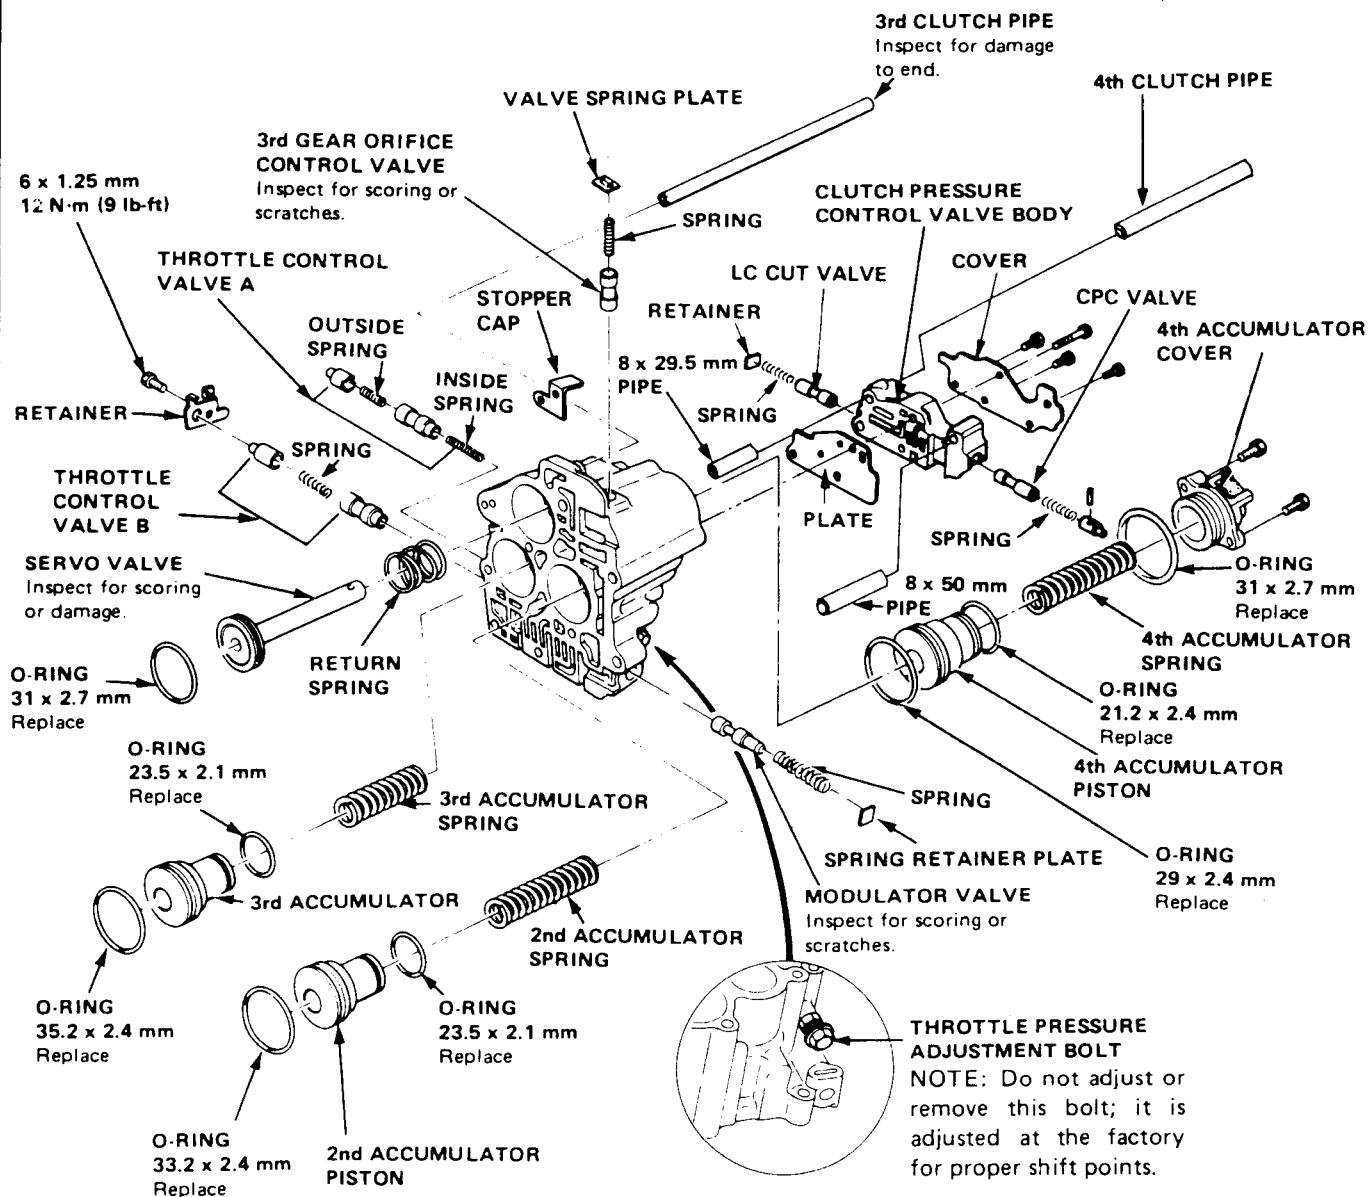 3rd CLUTCH PIPE
Inspect for damage
to end.
4th CLUTCH PIPE
VALVE SPRING PLATE
3rd GEAR ORIFICE
CONTROL VALVE
Inspect for scoring or
scratches.
6 x 1.25 mm
12 N·m (9 lb-ft)
SPRING
CLUTCH PRESSURE
CONTROL VALVE BODY
THROTTLE CONTROL
VALVE A
LC CUT VALVE
COVER
CPC VALVE
STOPPER
CAP
RETAINER
4th ACCUMULATOR
COVER
OUTSIDE
SPRING
8 x 29.5 mm
PIPE
INSIDE
SPRING
RETAINER
SPRING
SPRING
THROTTLE
CONTROL
VALVE B
PLATE
SPRING
SERVO VALVE
Inspect for scoring
or damage.
O-RING
31 x 2.7 mm
Replace
8 x 50 mm
PIPE
RETURN
SPRING
4th ACCUMULATOR
SPRING
O-RING
31 x 2.7 mm
Replace
O-RING
21.2 x 2.4 mm
Replace
O-RING
23.5 x 2.1 mm
Replace
4th ACCUMULATOR
PISTON
3rd ACCUMULATOR
SPRING
SPRING
SPRING RETAINER PLATE
O-RING
29 x 2.4 mm
Replace
3rd ACCUMULATOR
MODULATOR VALVE
Inspect for scoring or
scratches.
2nd ACCUMULATOR
SPRING
O-RING
35.2 x 2.4 mm
Replace
O-RING
23.5 x 2.1 mm
Replace
THROTTLE PRESSURE
ADJUSTMENT BOLT
NOTE: Do not adjust or
remove this bolt; it is
adjusted at the factory
for proper shift points.
O-RING
33.2 x 2.4 mm
Replace
2nd ACCUMULATOR
PISTON